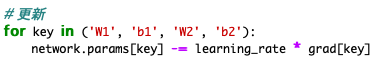 # 更新
for key in ('W1', 'b1', 'W2', 'b2'):
    network.params[key] -= learning_rate * grad[key]